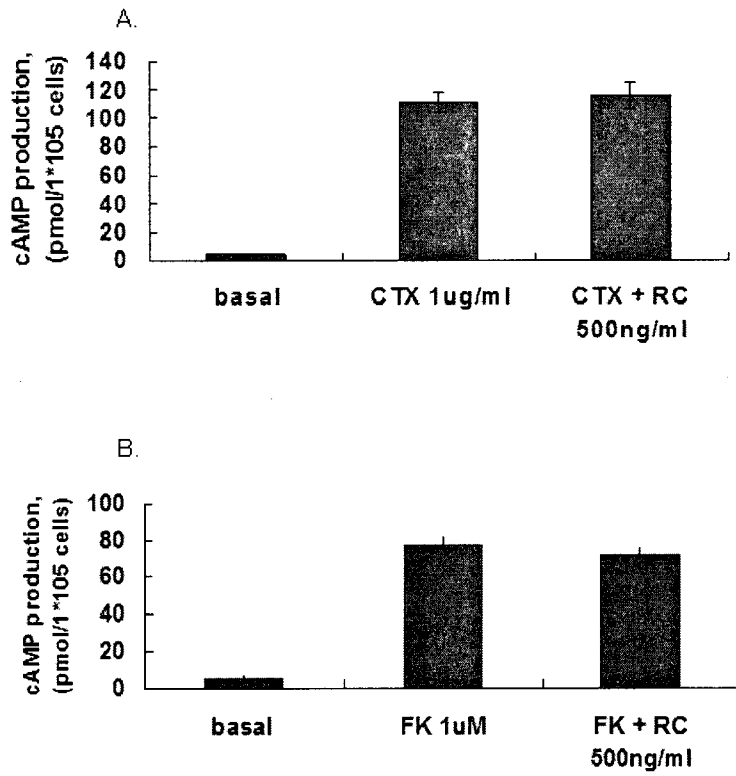 A.
cAMP production,
(pmol/1*105 cells)
140
120
100
80
60
40
20
0
basal
CTX 1ug/ml
CTX + RC
500ng/ml
B.
cAMP production,
(pmol/1*105 cells)
100
80
60
40
20
0
basal
FK 1uM
FK + RC
500ng/ml